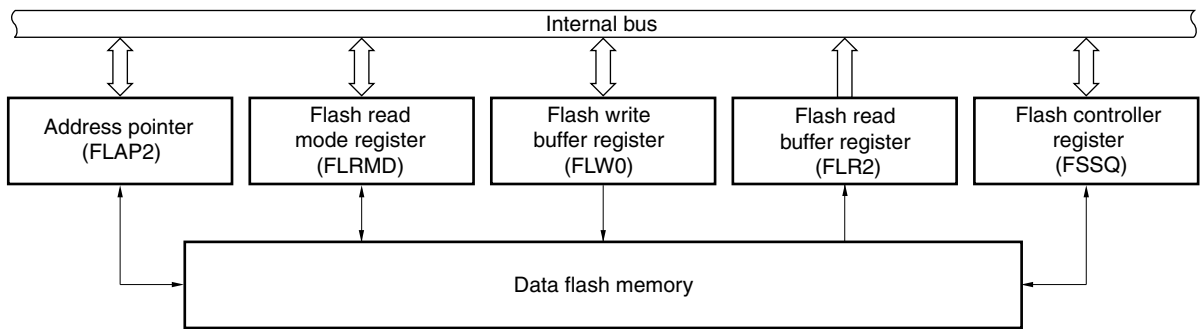 Internal bus
Address pointer
(FLAP2)
Flash read
mode register
(FLRMD)
Flash write
buffer register
(FLW0)
Flash read
buffer register
(FLR2)
Flash controller
register
(FSSQ)
Data flash memory